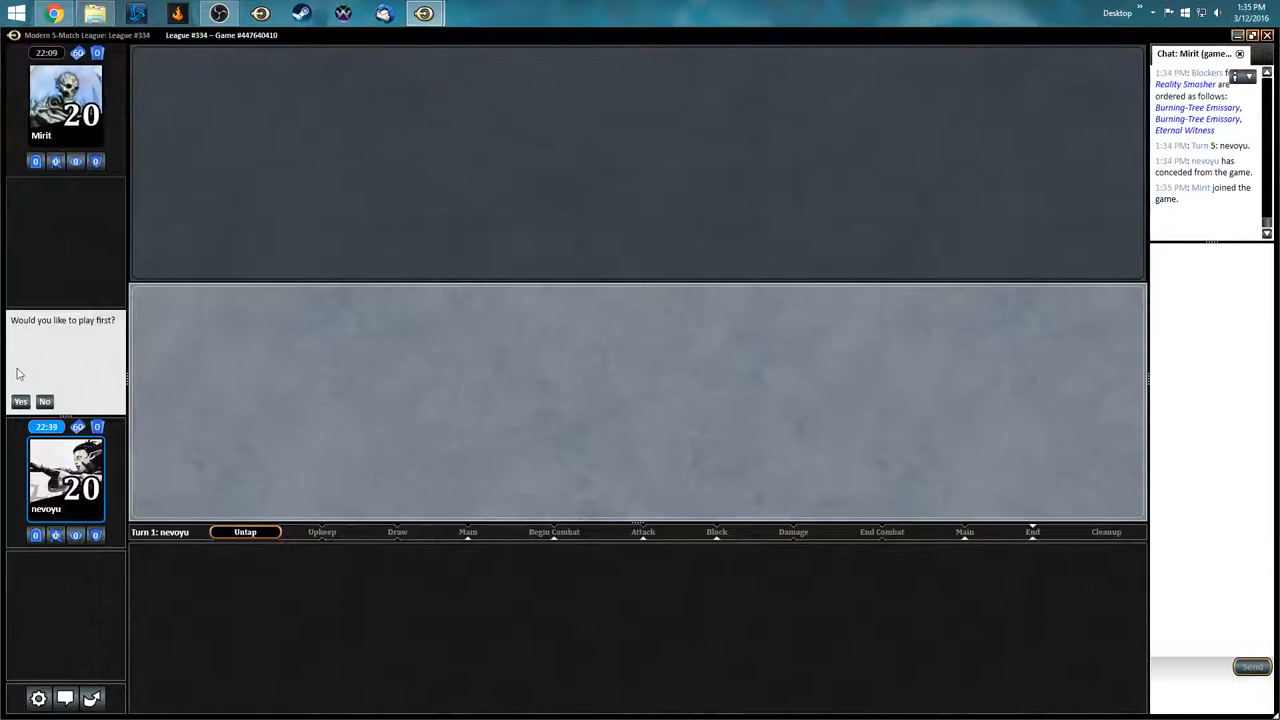 Desktop
1:35 PM
3/12/2016
Modern 5-Match League: League #334
League #334 – Game #447640410
22:09
60
0
20
Mirit
0
0
0
0
Would you like to play first?
Yes
No
22:39
60
0
20
nevoyu
0
0
0
0
Turn 1: nevoyu
Untap
Upkeep
Draw
Main
Begin Combat
Attack
Block
Damage
End Combat
Main
End
Cleanup
Chat: Mirit (game...
1:34 PM: Blockers
Reality Smasher are
ordered as follows:
Burning-Tree Emissary,
Burning-Tree Emissary,
Eternal Witness
1:34 PM: Turn 5: nevoyu.
1:34 PM: nevoyu has
conceded from the game.
1:35 PM: Mirit joined the
game.
Send